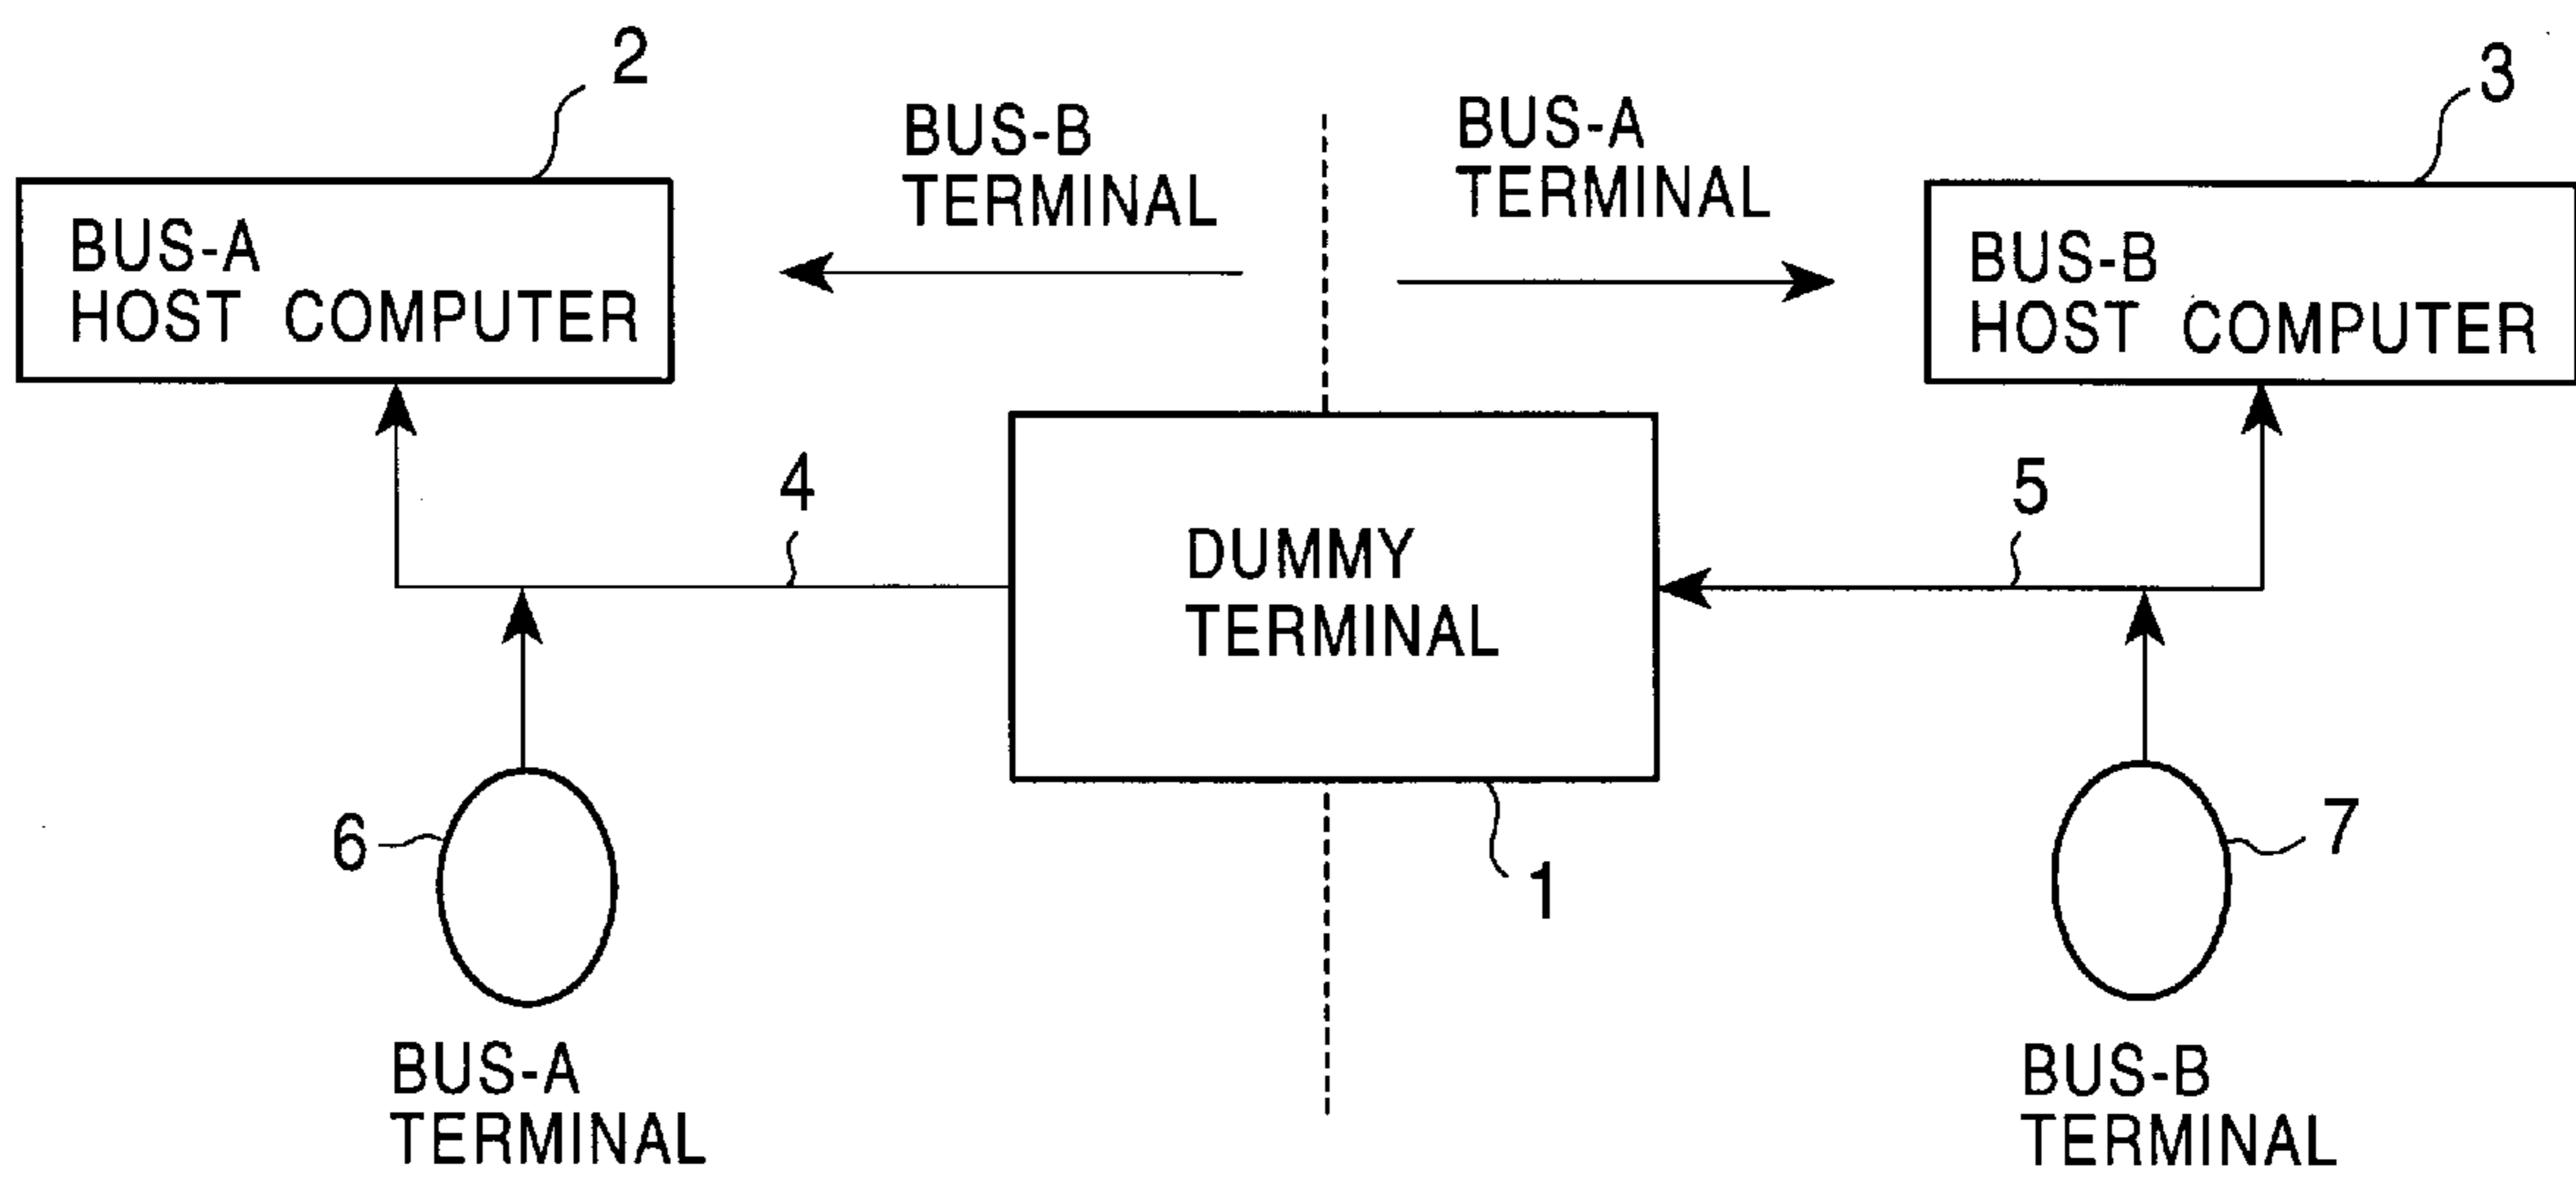 2
3
BUS-B
TERMINAL
BUS-A
TERMINAL
BUS-A
HOST COMPUTER
BUS-B
HOST COMPUTER
4
5
DUMMY
TERMINAL
6
7
1
BUS-A
TERMINAL
BUS-B
TERMINAL